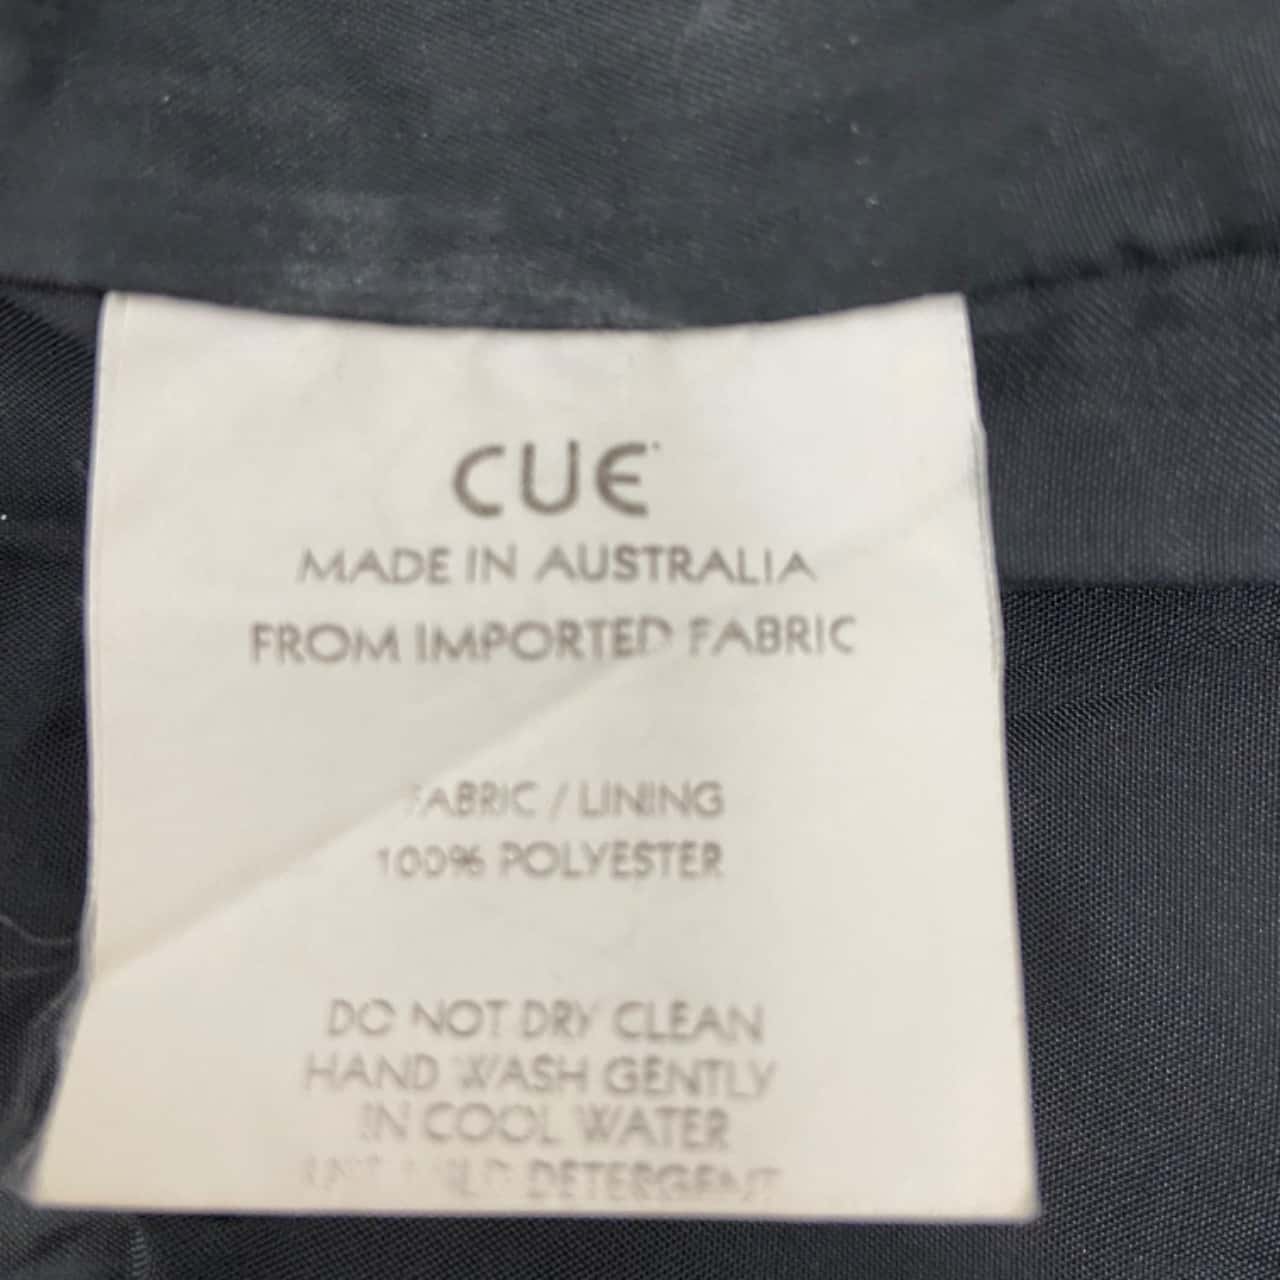 CUE
MADE IN AUSTRALIA
FROM IMPORTED FABRIC
FABRIC / LINING
100% POLYESTER
DO NOT DRY CLEAN
HAND WASH GENTLY
IN COOL WATER
DETERGENT